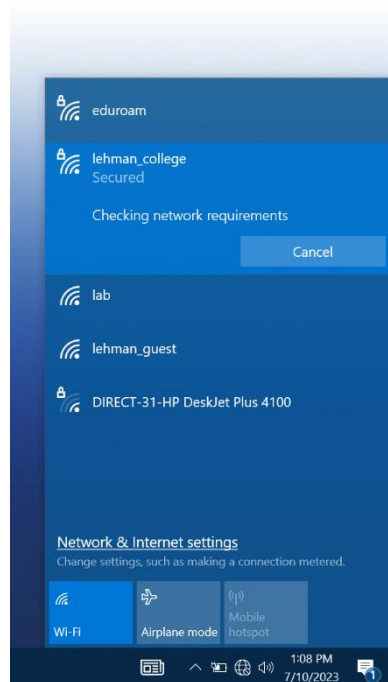 eduroam
lehman_college
Secured
Checking network requirements
Cancel
lab
lehman_guest
DIRECT-31-HP DeskJet Plus 4100
Network & Internet settings
Change settings, such as making a connection metered.
Wi-Fi
Airplane mode
Mobile
hotspot
1:08 PM
7/10/2023
1